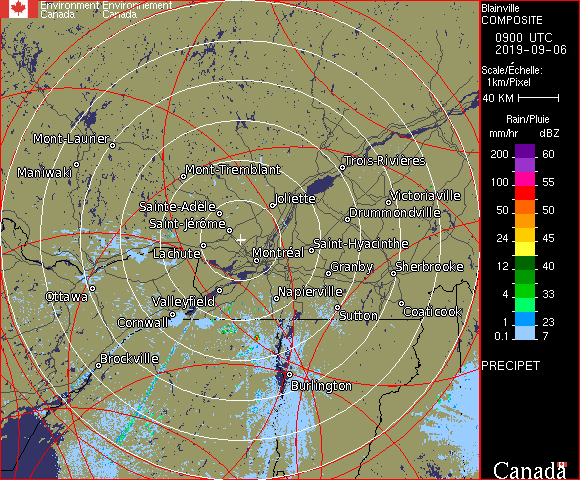 Environment Environnement
Canada Canada
Blainville
COMPOSITE
0900 UTC
2019-09-06
Scale/Échelle:
1km/Pixel
40 KM
Rain/Pluie
mm/hr dBZ
200 60
100 55
50 50
24 45
12 40
4 33
1 23
0.1 7
PRECIPET
Canada
Mont-Laurier
Maniwaki
Mont-Tremblant
Trois-Rivières
Sainte-Adèle
Joliette
Victoriaville
Saint-Jérôme
Drummondville
Lachute
Montréal
Saint-Hyacinthe
Granby
Sherbrooke
Ottawa
Valleyfield
Napierville
Cornwall
Sutton
Coaticook
Brockville
Burlington